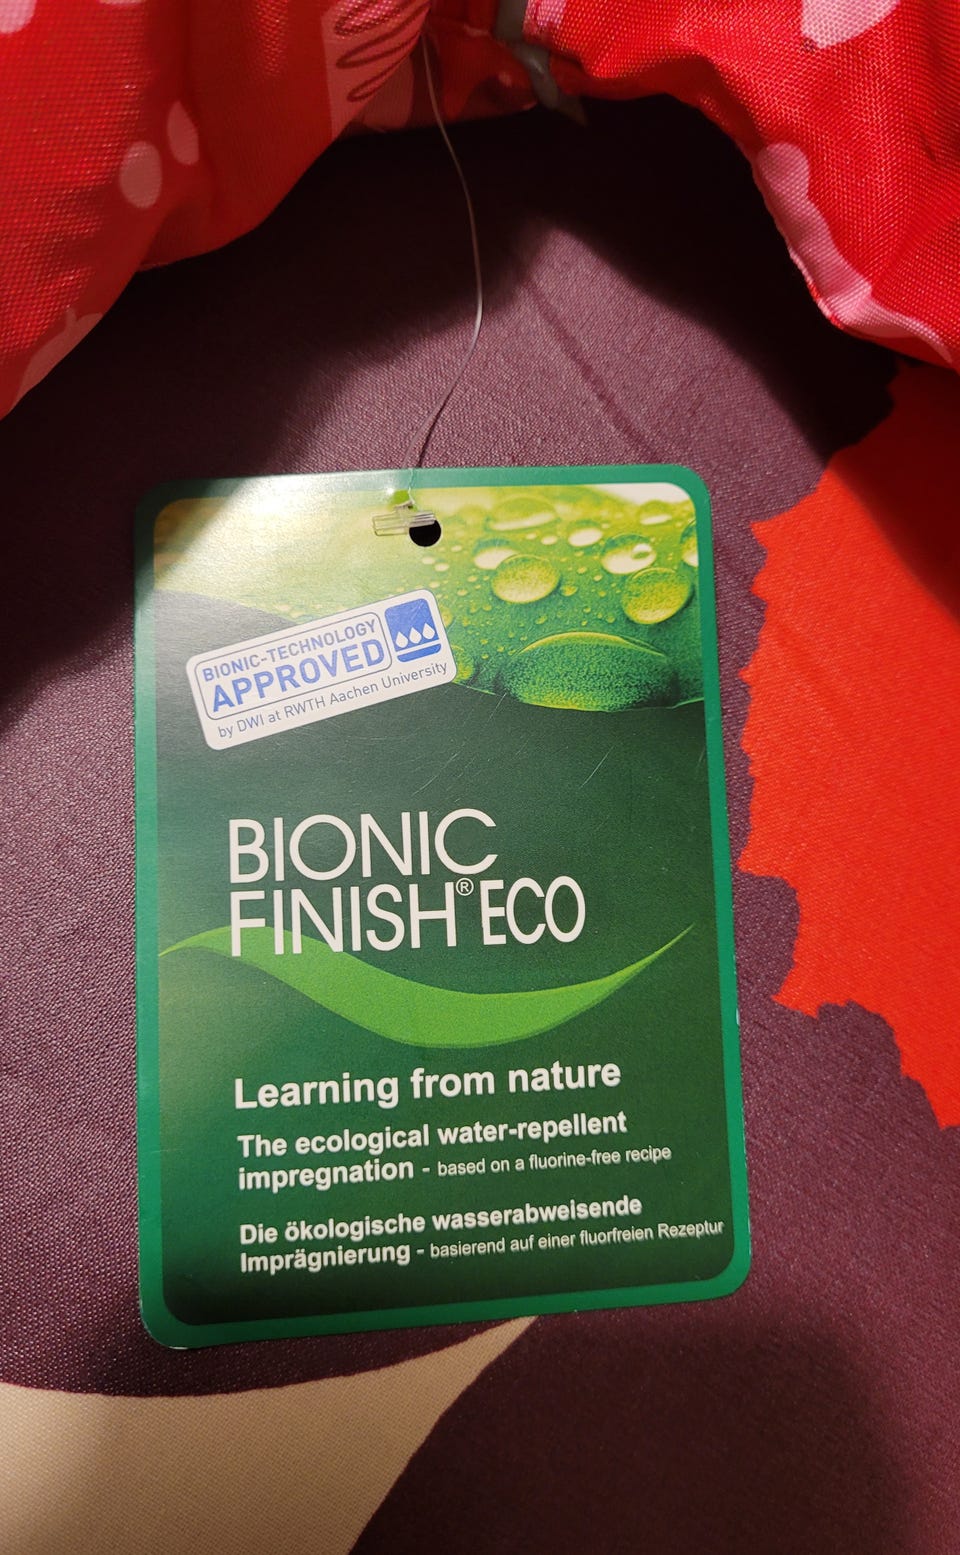 BIONIC-TECHNOLOGY
APPROVED
by DWI at RWTH Aachen University
BIONIC
FINISH® ECO
Learning from nature
The ecological water-repellent
impregnation - based on a fluorine-free recipe
Die ökologische wasserabweisende
Imprägnierung - basierend auf einer fluorfreien Rezeptur